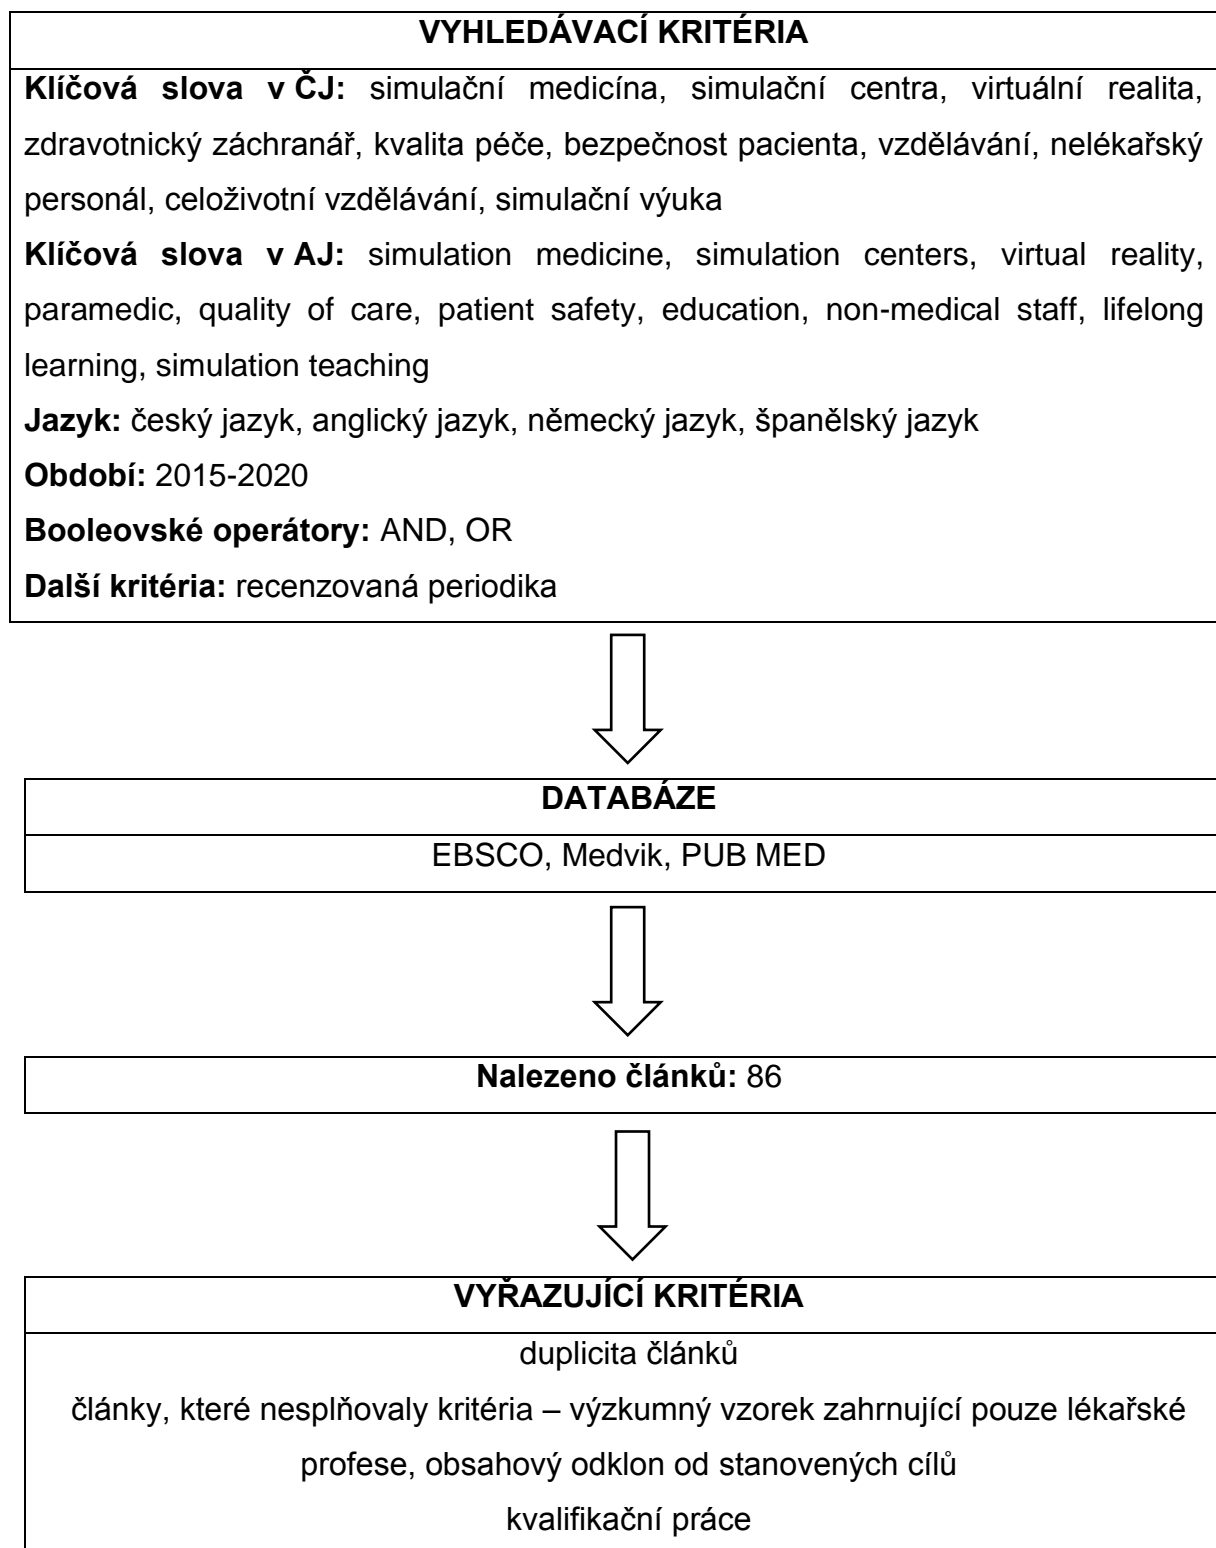 VYHLEDÁVACÍ KRITÉRIA
Klíčová slova v ČJ: simulační medicína, simulační centra, virtuální realita,
zdravotnický záchranář, kvalita péče, bezpečnost pacienta, vzdělávání, nelékařský
personál, celoživotní vzdělávání, simulační výuka
Klíčová slova v AJ: simulation medicine, simulation centers, virtual reality,
paramedic, quality of care, patient safety, education, non-medical staff, lifelong
learning, simulation teaching
Jazyk: český jazyk, anglický jazyk, německý jazyk, španělský jazyk
Období: 2015-2020
Booleovské operátory: AND, OR
Další kritéria: recenzovaná periodika
DATABÁZE
EBSCO, Medvik, PUB MED
Nalezeno článků: 86
VYŘAZUJÍCÍ KRITÉRIA
duplicita článků
články, které nesplňovaly kritéria – výzkumný vzorek zahrnující pouze lékařské
profese, obsahový odklon od stanovených cílů
kvalifikační práce